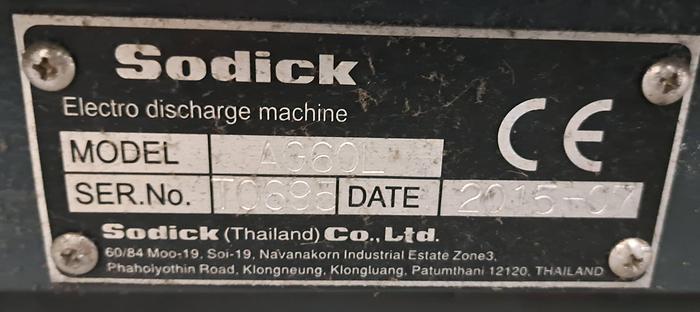 Sodick
Electro discharge machine
CE
MODEL AG60L
SER.No. T0695 DATE 2015-07
Sodick (Thailand) Co., Ltd.
60/84 Moo-19, Soi-19, Navanakorn Industrial Estate Zone3,
Phaholyothin Road, Klongneung, Klongluang, Patumthani 12120, THAILAND